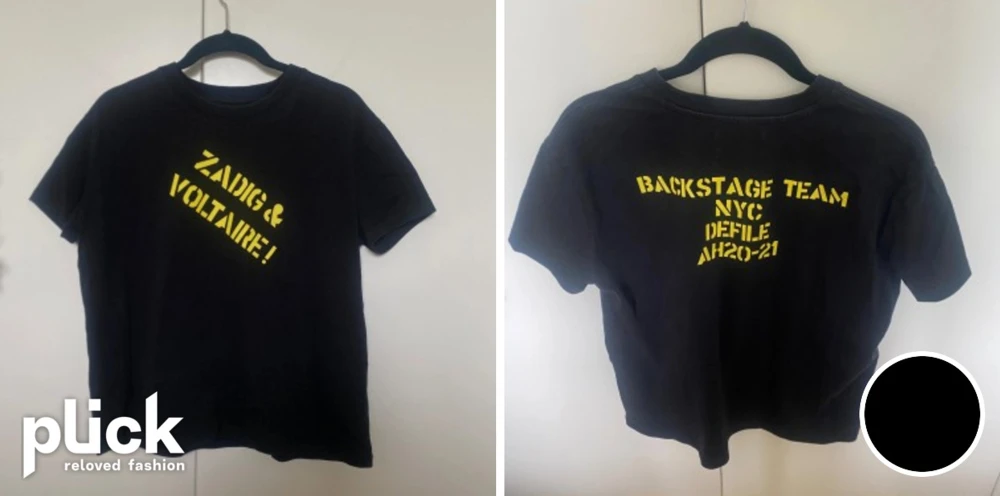 ZADIG &
VOLTAIRE!
BACKSTAGE TEAM
NYC
DEFILE
AH20-21
plick
reloved fashion